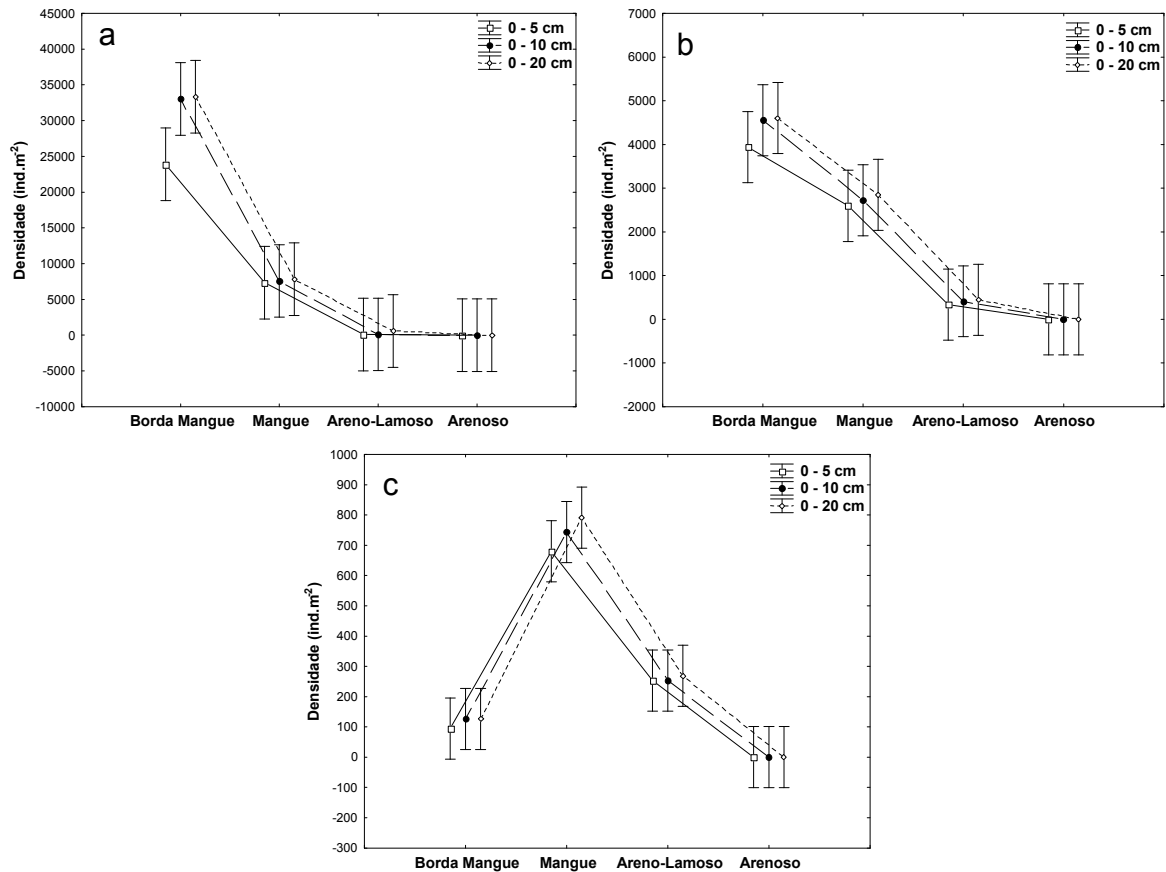 a
0 - 5 cm
0 - 10 cm
0 - 20 cm
45000
40000
35000
30000
25000
20000
15000
10000
5000
0
-5000
-10000
Densidade (ind.m-2)
Borda Mangue Mangue Areno-Lamoso Arenoso
b
0 - 5 cm
0 - 10 cm
0 - 20 cm
7000
6000
5000
4000
3000
2000
1000
0
-1000
-2000
Densidade (ind.m-2)
Borda Mangue Mangue Areno-Lamoso Arenoso
c
0 - 5 cm
0 - 10 cm
0 - 20 cm
1000
900
800
700
600
500
400
300
200
100
0
-100
-200
-300
Densidade (ind.m-2)
Borda Mangue Mangue Areno-Lamoso Arenoso